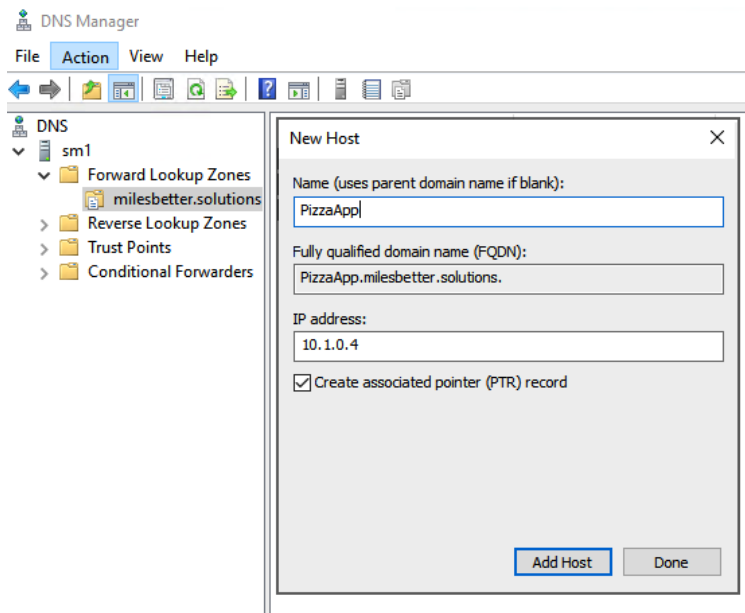 DNS Manager
File Action View Help
DNS
sm1
Forward Lookup Zones
milesbetter.solutions
Reverse Lookup Zones
Trust Points
Conditional Forwarders
New Host
Name (uses parent domain name if blank):
PizzaApp
Fully qualified domain name (FQDN):
PizzaApp.milesbetter.solutions.
IP address:
10.1.0.4
Create associated pointer (PTR) record
Add Host Done